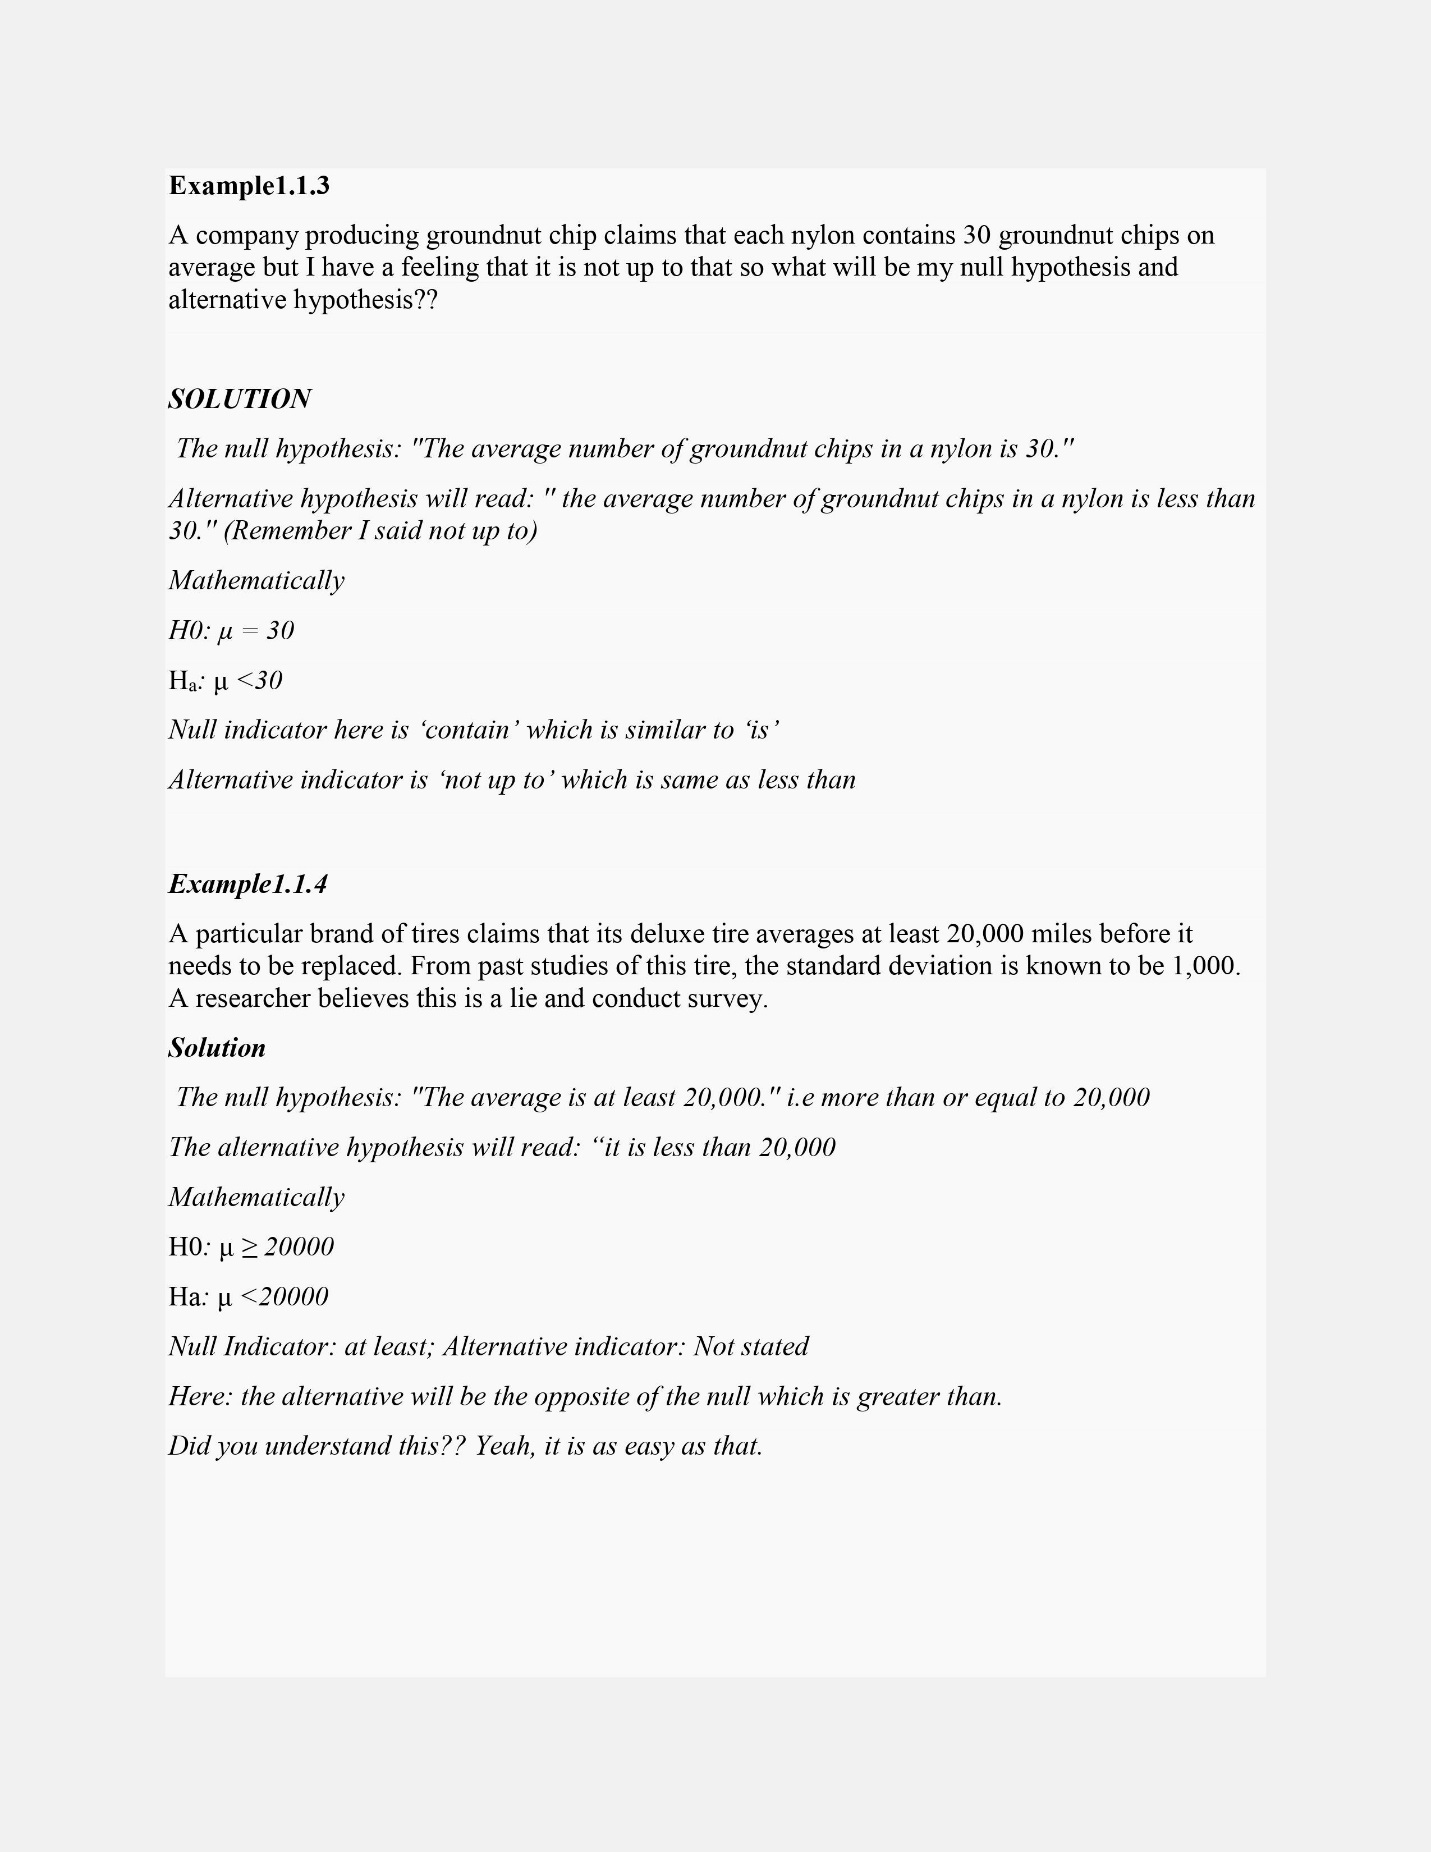 Example1.1.3
A company producing groundnut chip claims that each nylon contains 30 groundnut chips on
average but I have a feeling that it is not up to that so what will be my null hypothesis and
alternative hypothesis??
SOLUTION
The null hypothesis: "The average number of groundnut chips in a nylon is 30."
Alternative hypothesis will read: " the average number of groundnut chips in a nylon is less than
30." (Remember I said not up to)
Mathematically
H0: μ = 30
Hₐ: μ <30
Null indicator here is ‘contain’ which is similar to ‘is’
Alternative indicator is ‘not up to’ which is same as less than
Example1.1.4
A particular brand of tires claims that its deluxe tire averages at least 20,000 miles before it
needs to be replaced. From past studies of this tire, the standard deviation is known to be 1,000.
A researcher believes this is a lie and conduct survey.
Solution
The null hypothesis: "The average is at least 20,000." i.e more than or equal to 20,000
The alternative hypothesis will read: “it is less than 20,000
Mathematically
H0: μ ≥ 20000
Ha: μ <20000
Null Indicator: at least; Alternative indicator: Not stated
Here: the alternative will be the opposite of the null which is greater than.
Did you understand this?? Yeah, it is as easy as that.